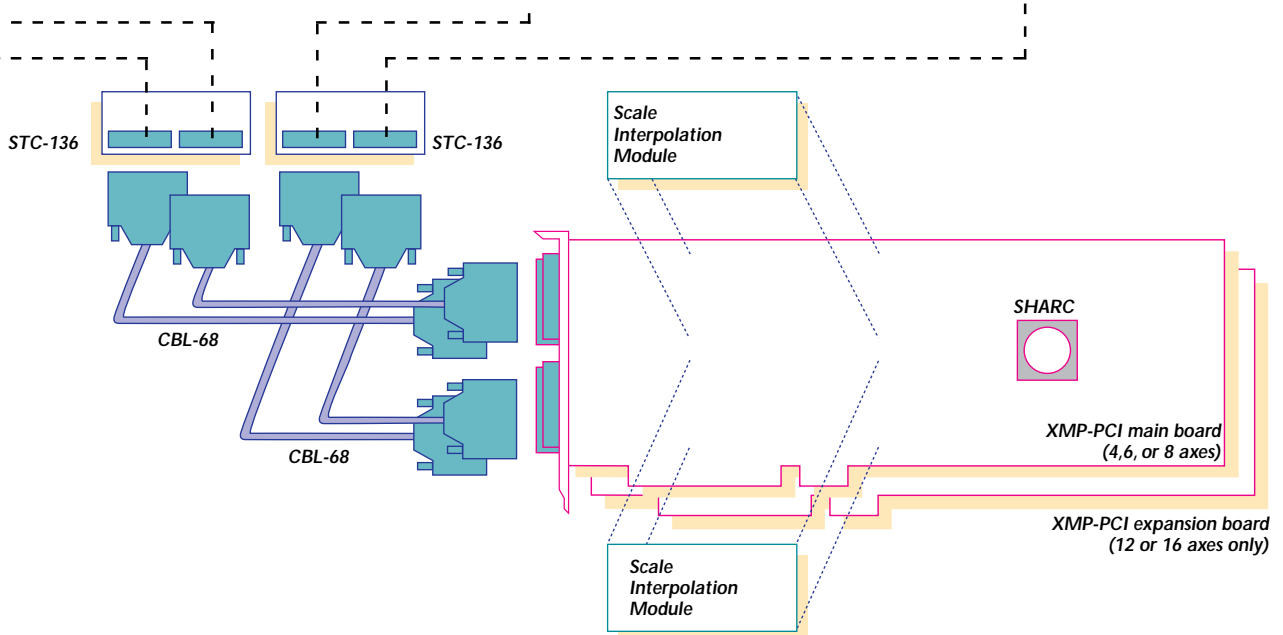 STC-136
STC-136
Scale
Interpolation
Module
CBL-68
CBL-68
SHARC
XMP-PCI main board
(4,6, or 8 axes)
XMP-PCI expansion board
(12 or 16 axes only)
Scale
Interpolation
Module